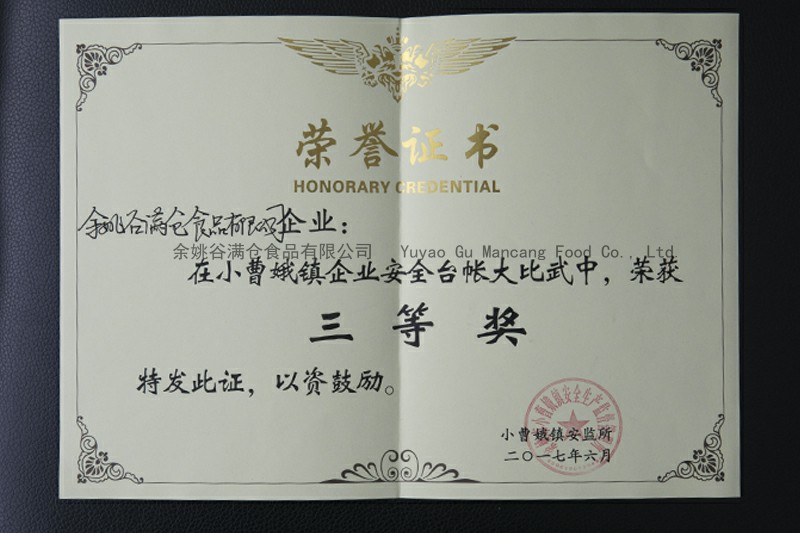 荣誉证书
HONORARY CREDENTIAL
余姚谷满仓食品有限公司企业：
余姚谷满仓食品有限公司 Yuyao Gu Mancang Food Co., Ltd
在小曹娥镇企业安全台帐大比武中，荣获
三等奖
特发此证，以资鼓励。
小曹娥镇安监所
二〇一七年六月